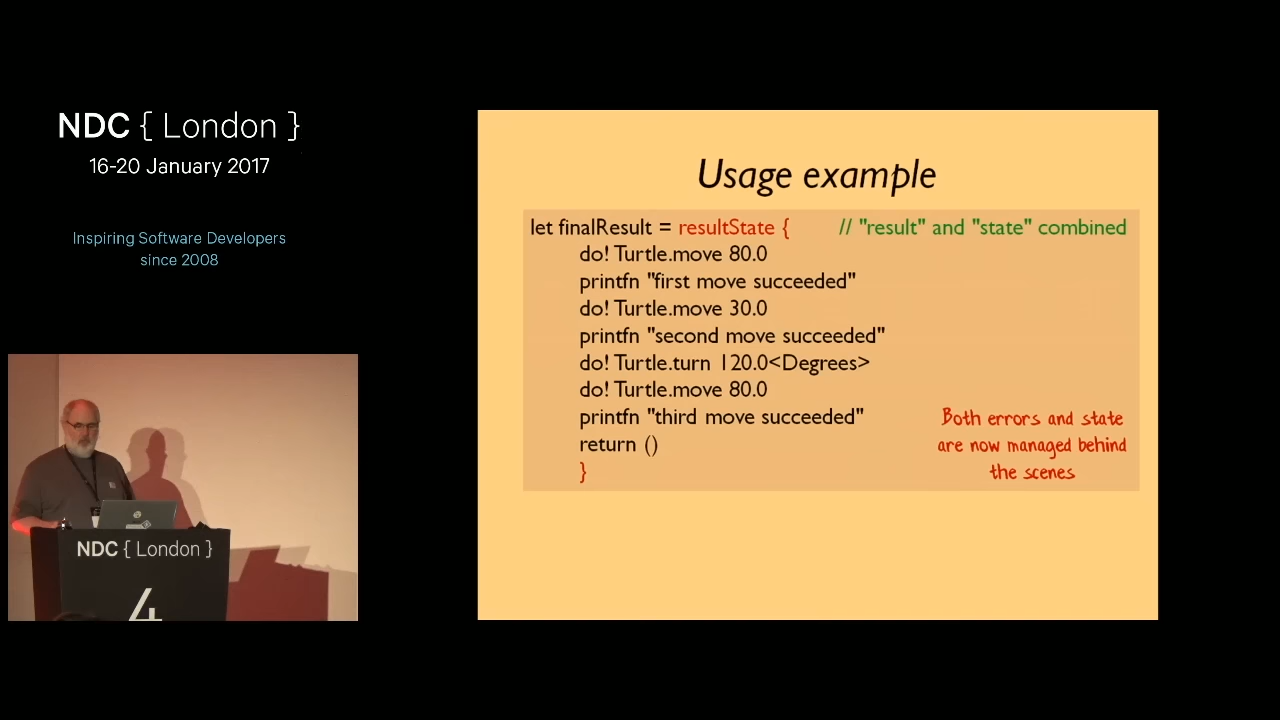 NDC { London }
16-20 January 2017
Inspiring Software Developers
since 2008
NDC { London }
4
Usage example
let finalResult = resultState { // "result" and "state" combined
do! Turtle.move 80.0
printfn "first move succeeded"
do! Turtle.move 30.0
printfn "second move succeeded"
do! Turtle.turn 120.0<Degrees>
do! Turtle.move 80.0
printfn "third move succeeded"
return ()
}
Both errors and state
are now managed behind
the scenes